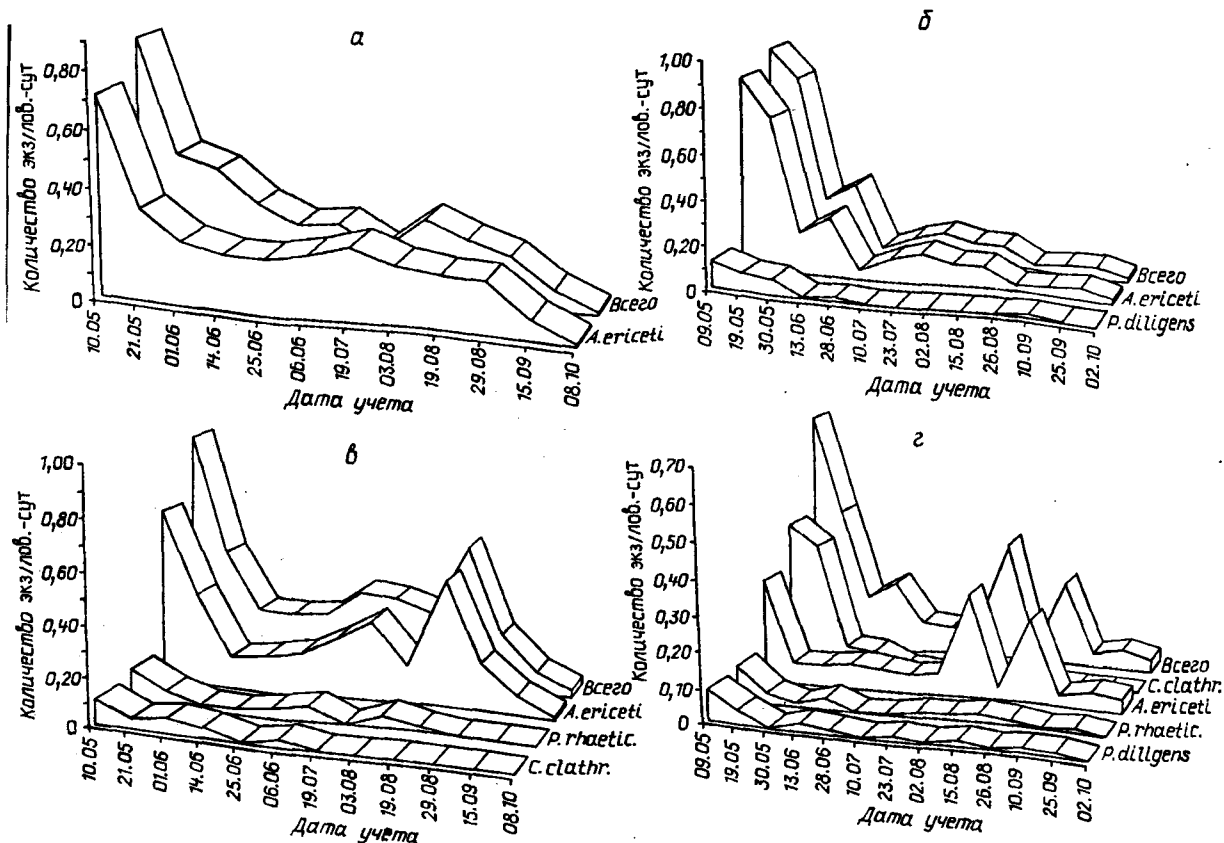 а
Количество экз/лов.-сут
0,80
0,60
0,40
0,20
0
10.05
21.05
01.06
14.06
25.06
06.06
19.07
03.08
19.08
29.08
15.09
08.10
Дата учета
Всего
A.ericeti
б
Количество экз/лов.-сут
1,00
0,80
0,60
0,40
0,20
0
09.05
19.05
30.05
13.06
28.06
10.07
23.07
02.08
15.08
26.08
10.09
25.09
02.10
Дата учета
Всего
A.ericeti
P.diligens
в
Количество экз/лов.-сут
1,00
0,80
0,60
0,40
0,20
0
10.05
21.05
01.06
14.05
25.06
06.06
19.07
03.08
19.08
29.08
15.09
08.10
Дата учета
Всего
A.ericeti
P.rhaetic.
C.clathr.
г
Количество экз/лов.-сут
0,70
0,60
0,50
0,40
0,30
0,20
0,10
0
09.05
19.05
30.05
13.06
28.06
10.07
23.07
02.08
15.08
26.08
10.09
25.09
02.10
Дата учета
Всего
C.clathr.
A.ericeti
P.rhaetic.
P.dillgens